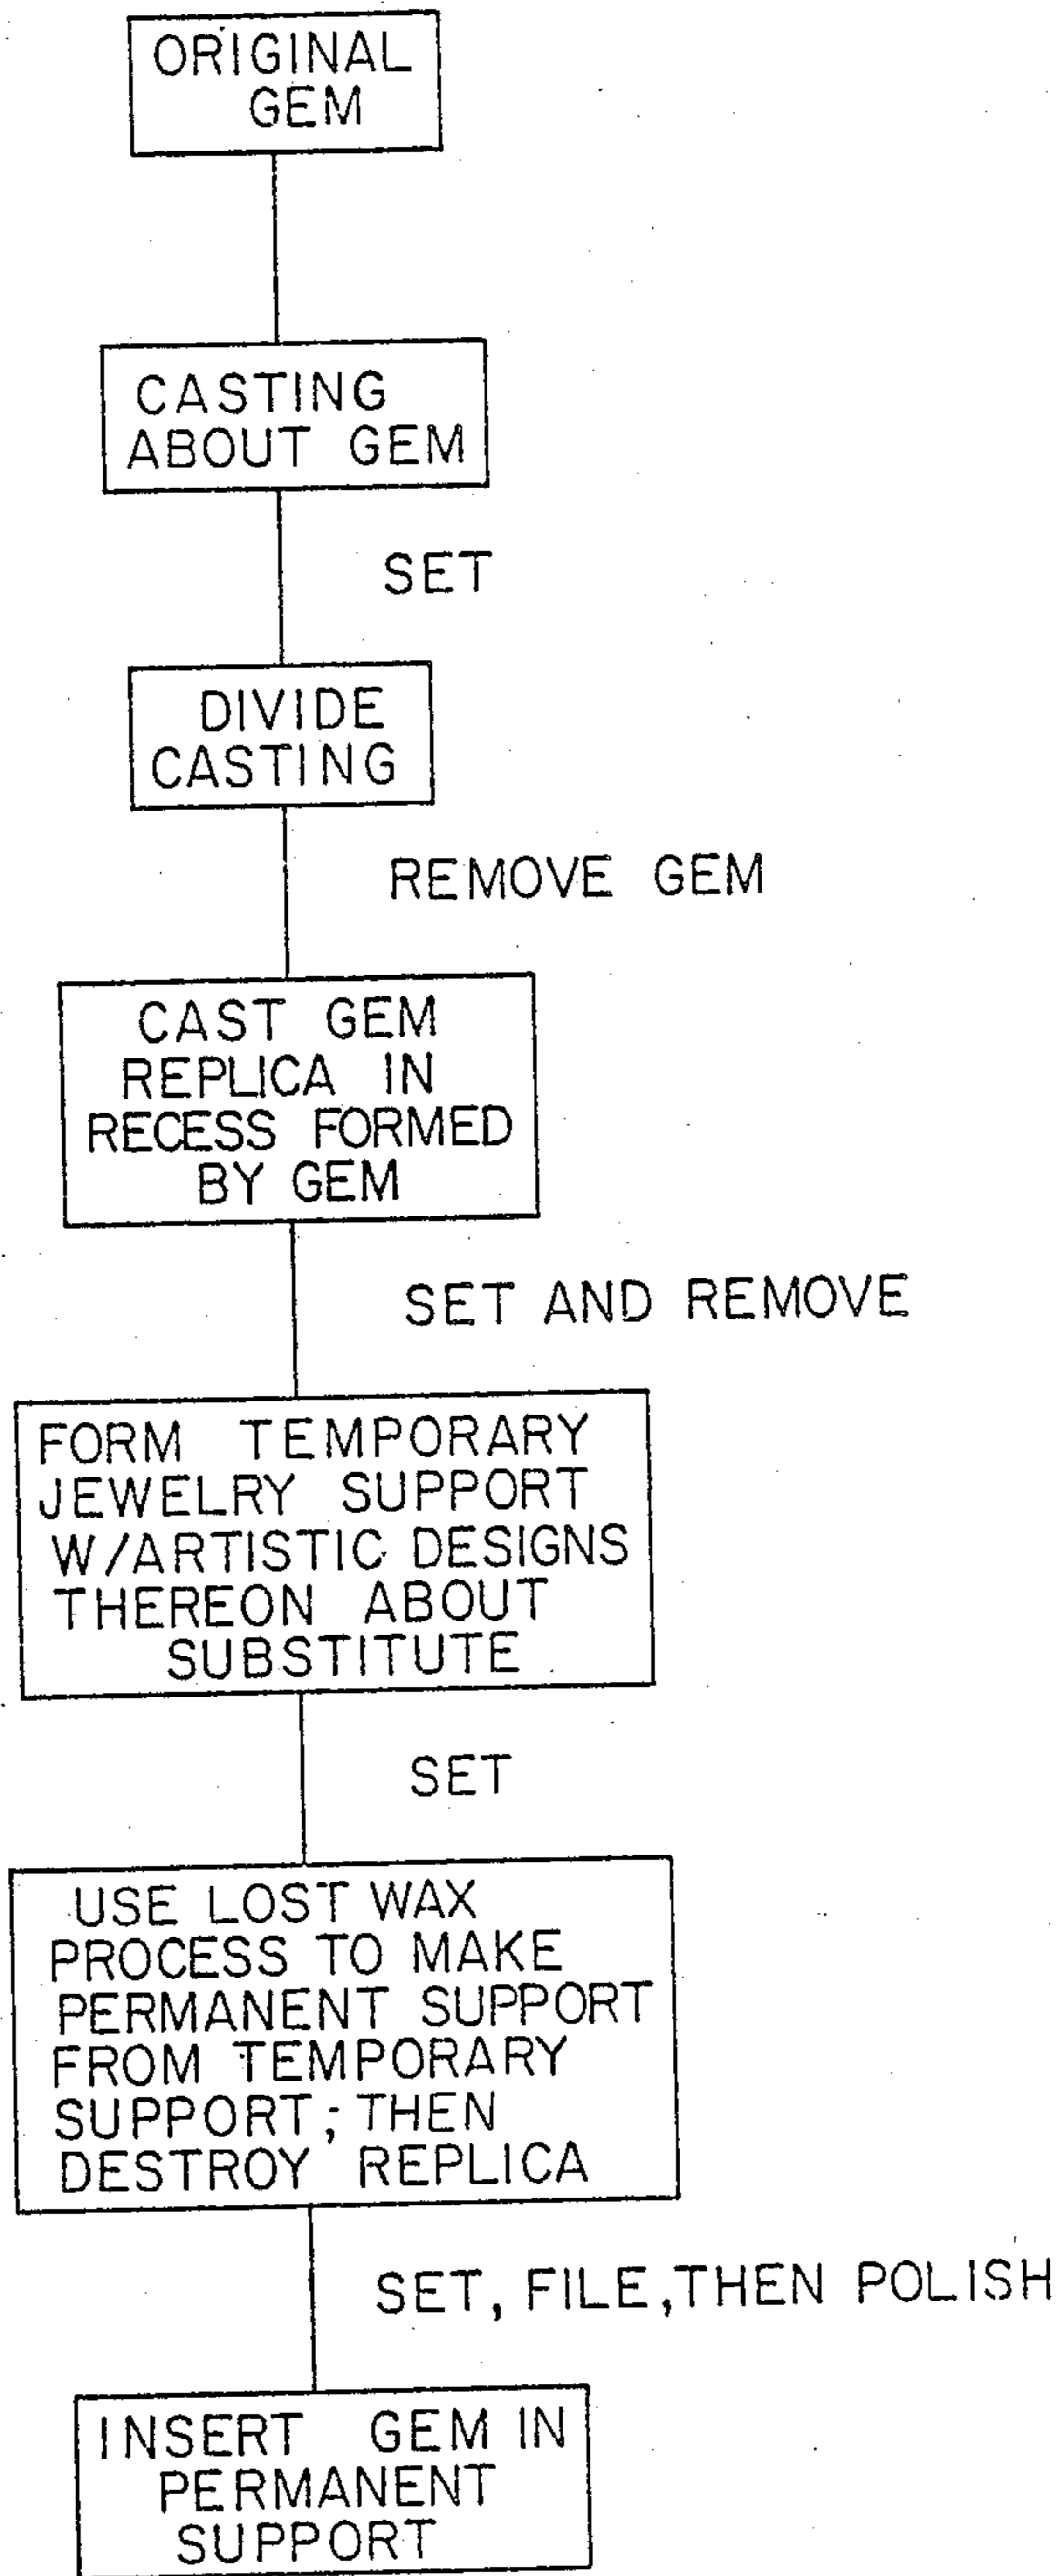 ORIGINAL
GEM
CASTING
ABOUT GEM
SET
DIVIDE
CASTING
REMOVE GEM
CAST GEM
REPLICA IN
RECESS FORMED
BY GEM
SET AND REMOVE
FORM TEMPORARY
JEWELRY SUPPORT
W/ARTISTIC DESIGNS
THEREON ABOUT
SUBSTITUTE
SET
USE LOST WAX
PROCESS TO MAKE
PERMANENT SUPPORT
FROM TEMPORARY
SUPPORT; THEN
DESTROY REPLICA
SET, FILE, THEN POLISH
INSERT GEM IN
PERMANENT
SUPPORT